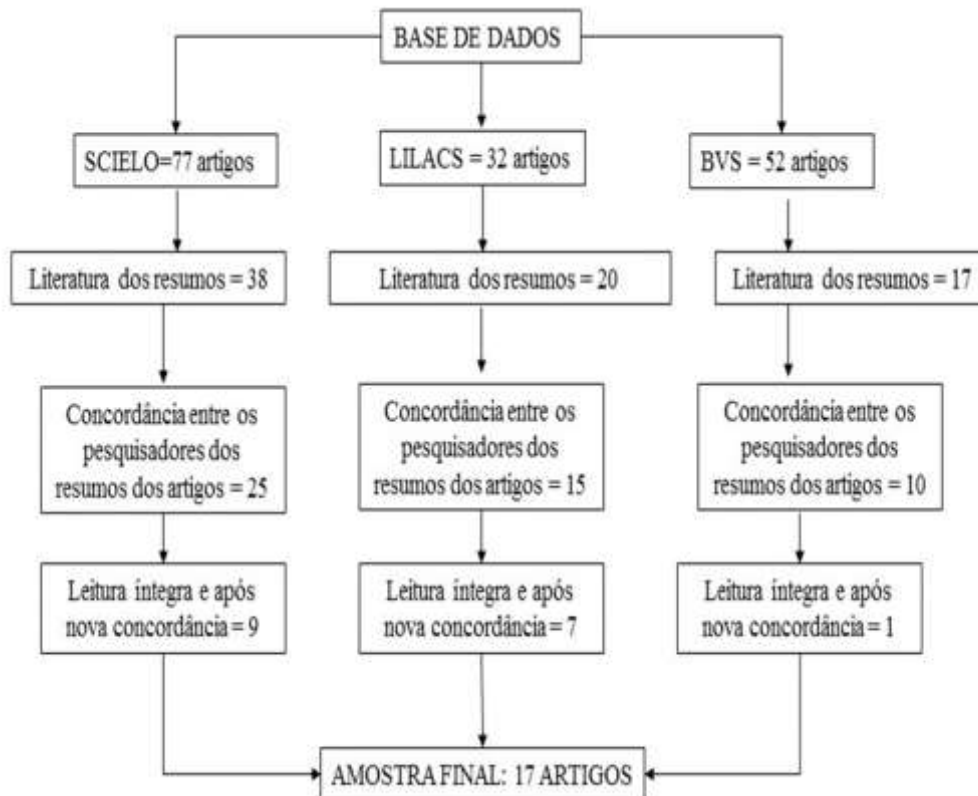 BASE DE DADOS
SCIELO=77 artigos
LILACS = 32 artigos
BVS = 52 artigos
Literatura dos resumos = 38
Literatura dos resumos = 20
Literatura dos resumos = 17
Concordância entre os
pesquisadores dos
resumos dos artigos = 25
Concordância entre os
pesquisadores dos
resumos dos artigos = 15
Concordância entre os
pesquisadores dos
resumos dos artigos = 10
Leitura íntegra e após
nova concordância = 9
Leitura íntegra e após
nova concordância = 7
Leitura íntegra e após
nova concordância = 1
AMOSTRA FINAL: 17 ARTIGOS